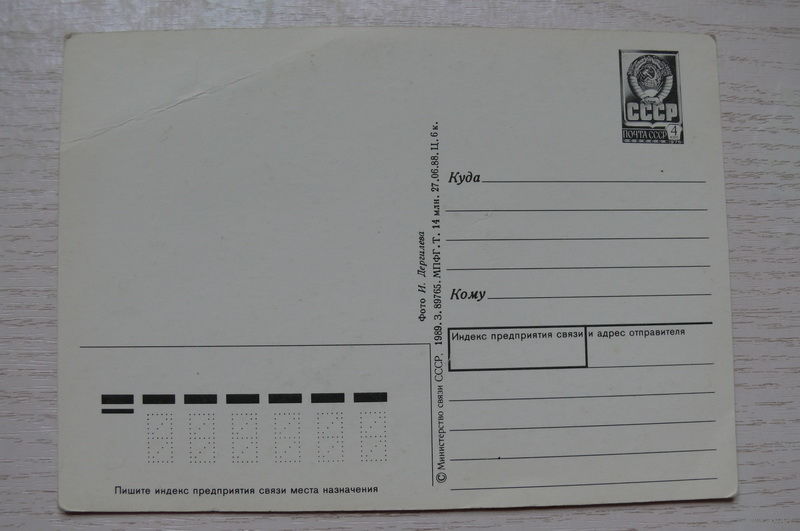 СССР
ПОЧТА СССР 4
Куда
Кому
Индекс предприятия связи и адрес отправителя
Фото И. Дергилева
© Министерство связи СССР. 1989. З. 89765. МПФГ. Т. 14 млн. 27.06.88. Ц. 6 к.
Пишите индекс предприятия связи места назначения